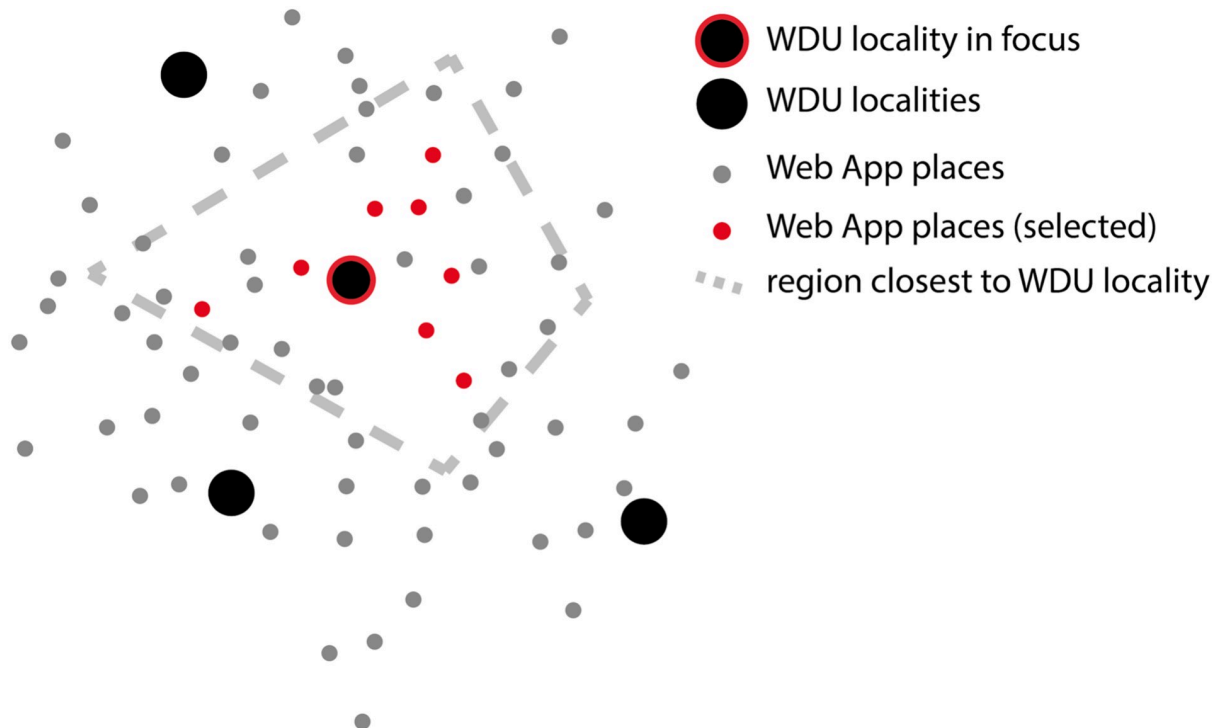 WDU locality in focus
WDU localities
Web App places
Web App places (selected)
region closest to WDU locality